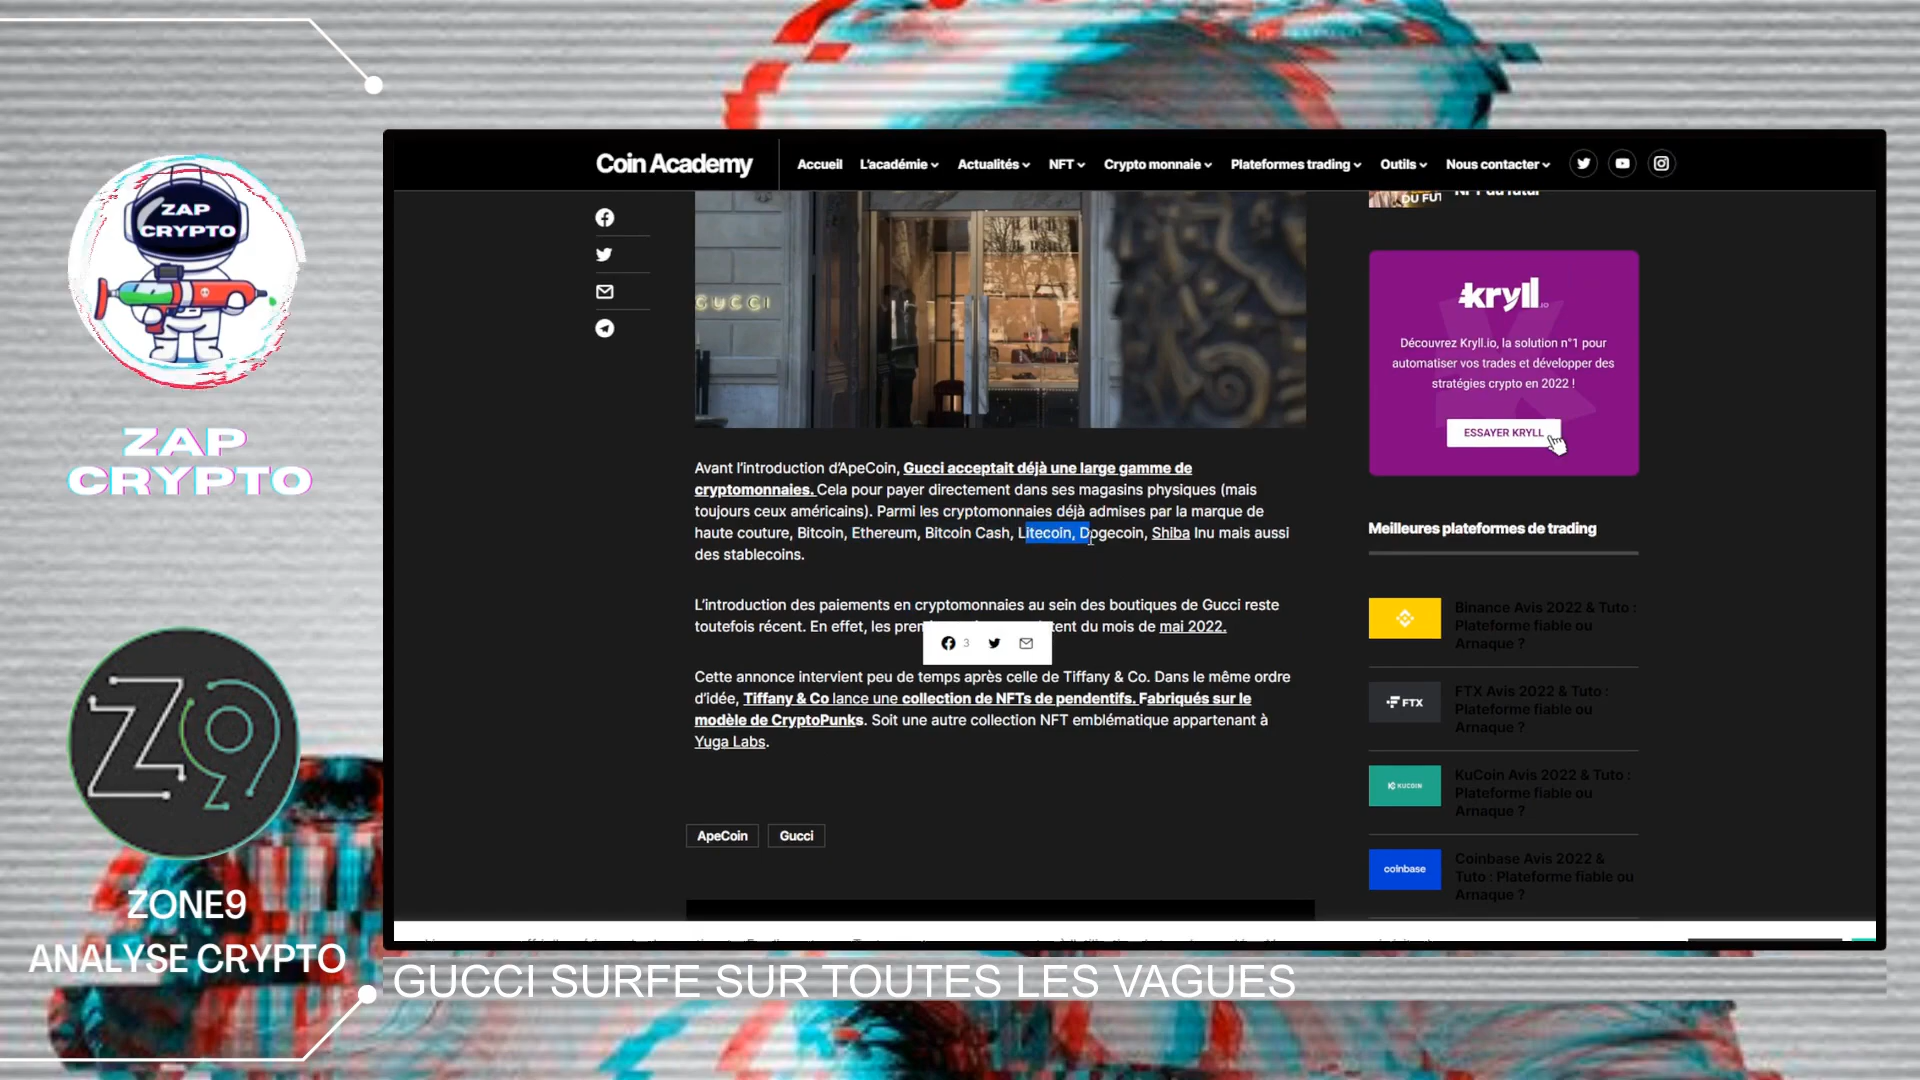 ZAP
CRYPTO
ZAP
CRYPTO
Z9
ZONE9
ANALYSE CRYPTO
Coin Academy
Accueil
L'académie
Actualités
NFT
Crypto monnaie
Plateformes trading
Outils
Nous contacter
GUCCI
Avant l'introduction d'ApeCoin, Gucci acceptait déjà une large gamme de
cryptomonnaies. Cela pour payer directement dans ses magasins physiques (mais
toujours ceux américains). Parmi les cryptomonnaies déjà admises par la marque de
haute couture, Bitcoin, Ethereum, Bitcoin Cash, Litecoin, Dogecoin, Shiba Inu mais aussi
des stablecoins.
L'introduction des paiements en cryptomonnaies au sein des boutiques de Gucci reste
toutefois récent. En effet, les du mois de mai 2022.
3
Cette annonce intervient peu de temps après celle de Tiffany & Co. Dans le même ordre
d'idée, Tiffany & Co lance une collection de NFTs de pendentifs. Fabriqués sur le
modèle de CryptoPunks. Soit une autre collection NFT emblématique appartenant à
Yuga Labs.
ApeCoin
Gucci
DU FUT
kryll.io
Découvrez Kryll.io, la solution n°1 pour
automatiser vos trades et développer des
stratégies crypto en 2022 !
ESSAYER KRYLL
Meilleures plateformes de trading
Binance Avis 2022 & Tuto :
Plateforme fiable ou
Arnaque ?
FTX
FTX Avis 2022 & Tuto :
Plateforme fiable ou
Arnaque ?
KUCOIN
KuCoin Avis 2022 & Tuto :
Plateforme fiable ou
Arnaque ?
coinbase
Coinbase Avis 2022 &
Tuto : Plateforme fiable ou
Arnaque ?
GUCCI SURFE SUR TOUTES LES VAGUES